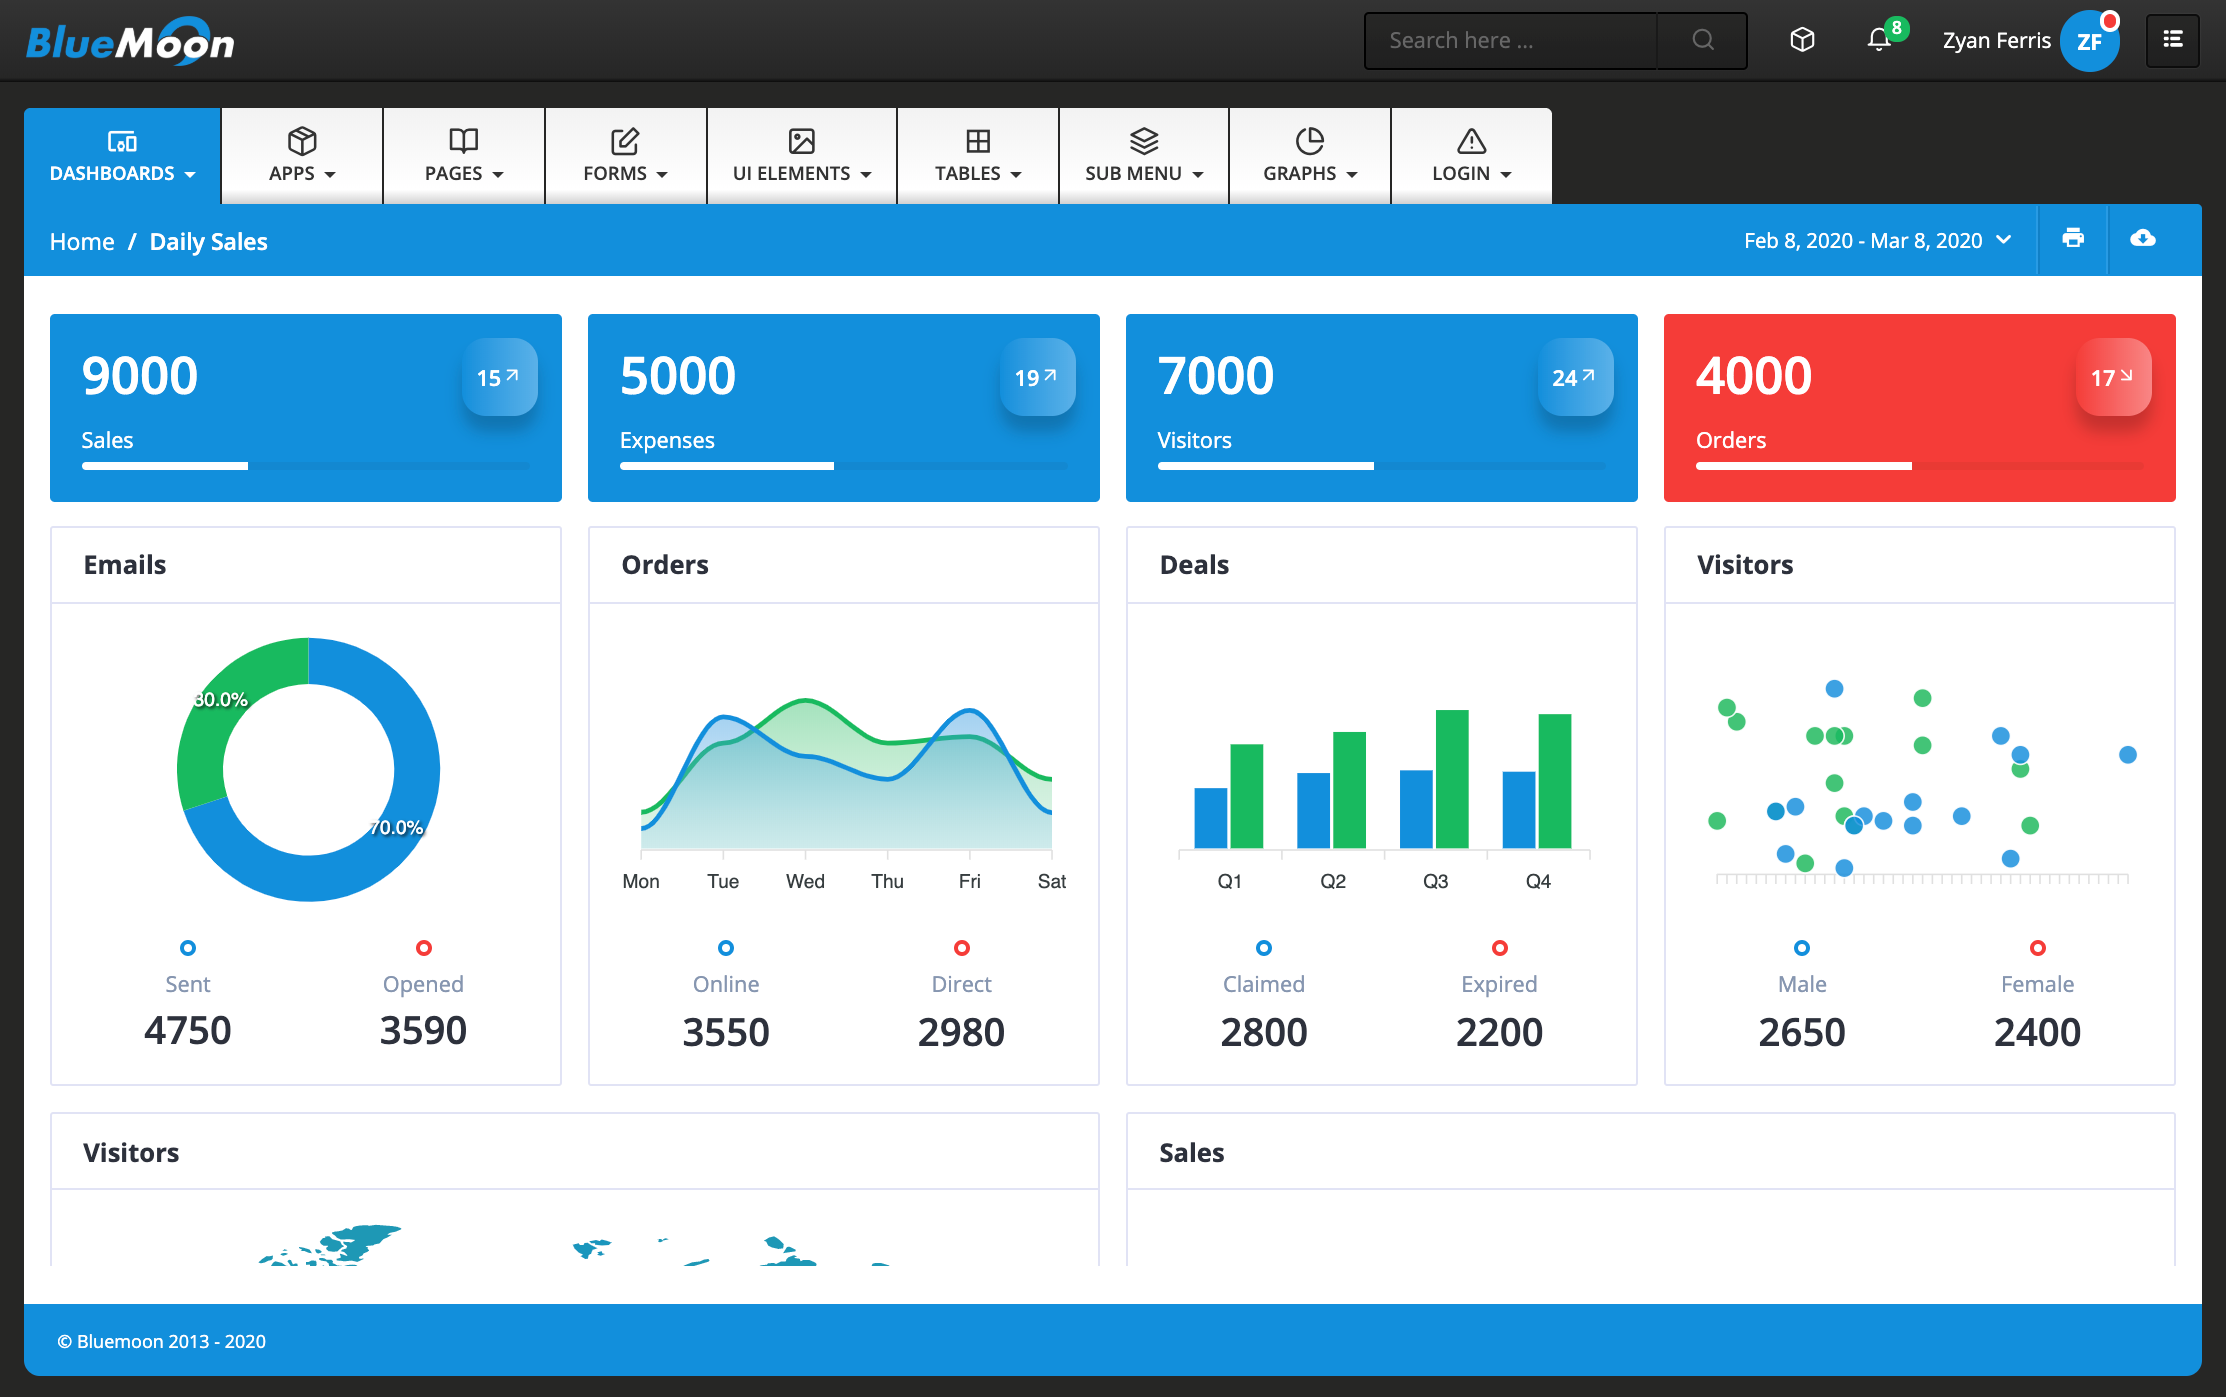 BlueMoon
Search here ...
8
Zyan Ferris
ZF
DASHBOARDS
APPS
PAGES
FORMS
UI ELEMENTS
TABLES
SUB MENU
GRAPHS
LOGIN
Home / Daily Sales
Feb 8, 2020 - Mar 8, 2020
9000
15
Sales
5000
19
Expenses
7000
24
Visitors
4000
17
Orders
Emails
30.0%
70.0%
Sent
Opened
4750
3590
Orders
Mon Tue Wed Thu Fri Sat
Online
Direct
3550
2980
Deals
Q1 Q2 Q3 Q4
Claimed
Expired
2800
2200
Visitors
Male
Female
2650
2400
Visitors
Sales
© Bluemoon 2013 - 2020